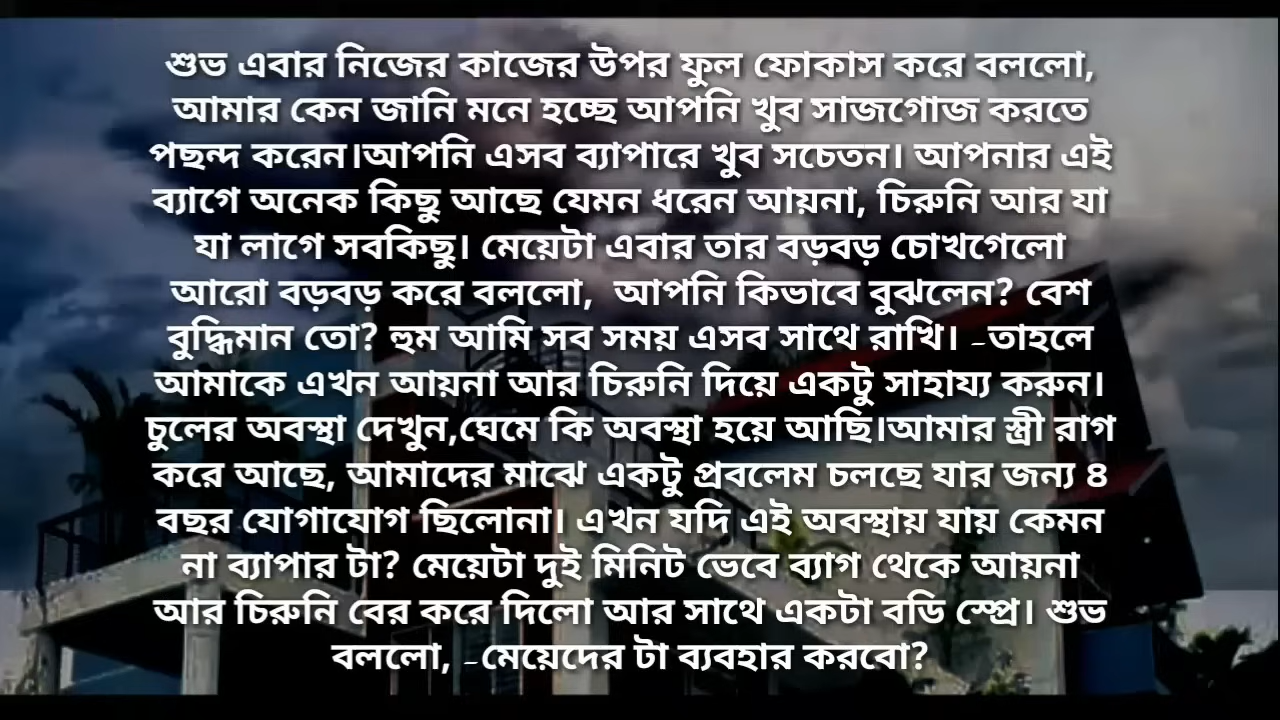 শুভ এবার নিজের কাজের উপর ফুল ফোকাস করে বললো,
আমার কেন জানি মনে হচ্ছে আপনি খুব সাজগোজ করতে
পছন্দ করেন।আপনি এসব ব্যাপারে খুব সচেতন। আপনার এই
ব্যাগে অনেক কিছু আছে যেমন ধরেন আয়না, চিরুনি আর যা
যা লাগে সবকিছু। মেয়েটা এবার তার বড়বড় চোখগেলো
আরো বড়বড় করে বললো,  আপনি কিভাবে বুঝলেন? বেশ
বুদ্ধিমান তো? হুম আমি সব সময় এসব সাথে রাখি। -তাহলে
আমাকে এখন আয়না আর চিরুনি দিয়ে একটু সাহায্য করুন।
চুলের অবস্থা দেখুন,ঘেমে কি অবস্থা হয়ে আছি।আমার স্ত্রী রাগ
করে আছে, আমাদের মাঝে একটু প্রবলেম চলছে যার জন্য ৪
বছর যোগাযোগ ছিলোনা। এখন যদি এই অবস্থায় যায় কেমন
না ব্যাপার টা? মেয়েটা দুই মিনিট ভেবে ব্যাগ থেকে আয়না
আর চিরুনি বের করে দিলো আর সাথে একটা বডি স্প্রে। শুভ
বললো, -মেয়েদের টা ব্যবহার করবো?